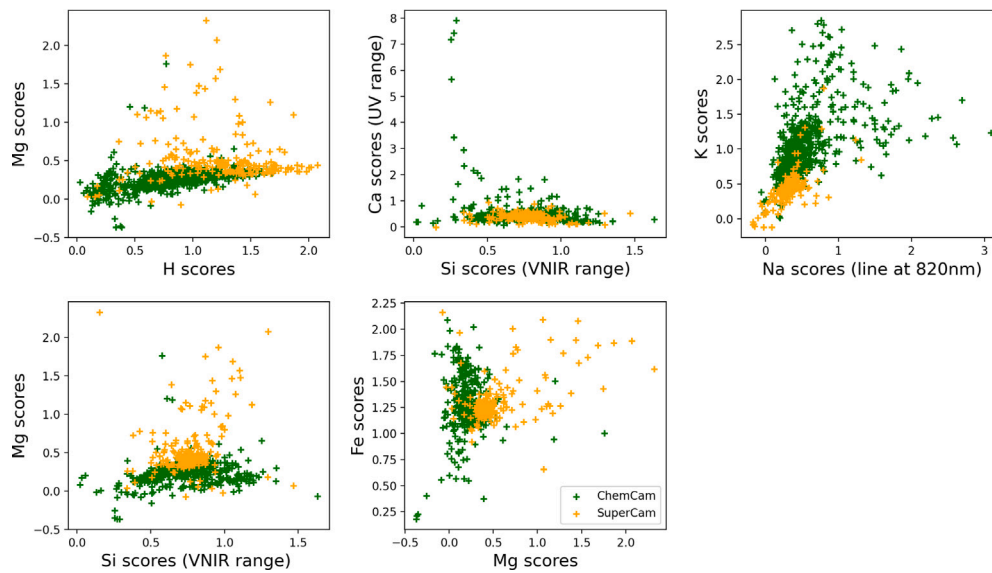 2.0
1.5
1.0
0.5
0.0
−0.5
Mg scores
0.0 0.5 1.0 1.5 2.0
H scores
8
7
6
5
4
3
2
1
0
Ca scores (UV range)
0.0 0.5 1.0 1.5
Si scores (VNIR range)
2.5
2.0
1.5
1.0
0.5
0.0
K scores
0 1 2 3
Na scores (line at 820nm)
2.0
1.5
1.0
0.5
0.0
−0.5
Mg scores
0.0 0.5 1.0 1.5
Si scores (VNIR range)
2.25
2.00
1.75
1.50
1.25
1.00
0.75
0.50
0.25
Fe scores
−0.5 0.0 0.5 1.0 1.5 2.0
Mg scores
ChemCam
SuperCam